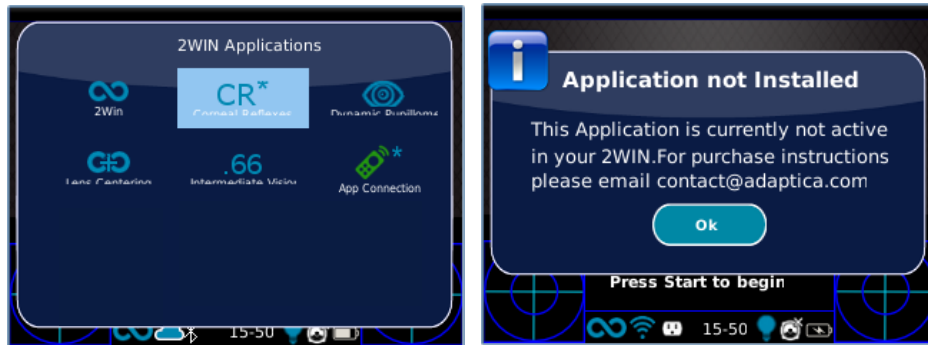 2WIN Applications
CR*
2Win
Corneal Reflexes
Dynamic Pupillome
.66
*
Lens Centering
Intermediate Vision
App Connection
15-50
Application not Installed
This Application is currently not active
in your 2WIN.For purchase instructions
please email contact@adaptica.com
Ok
Press Start to begin
15-50